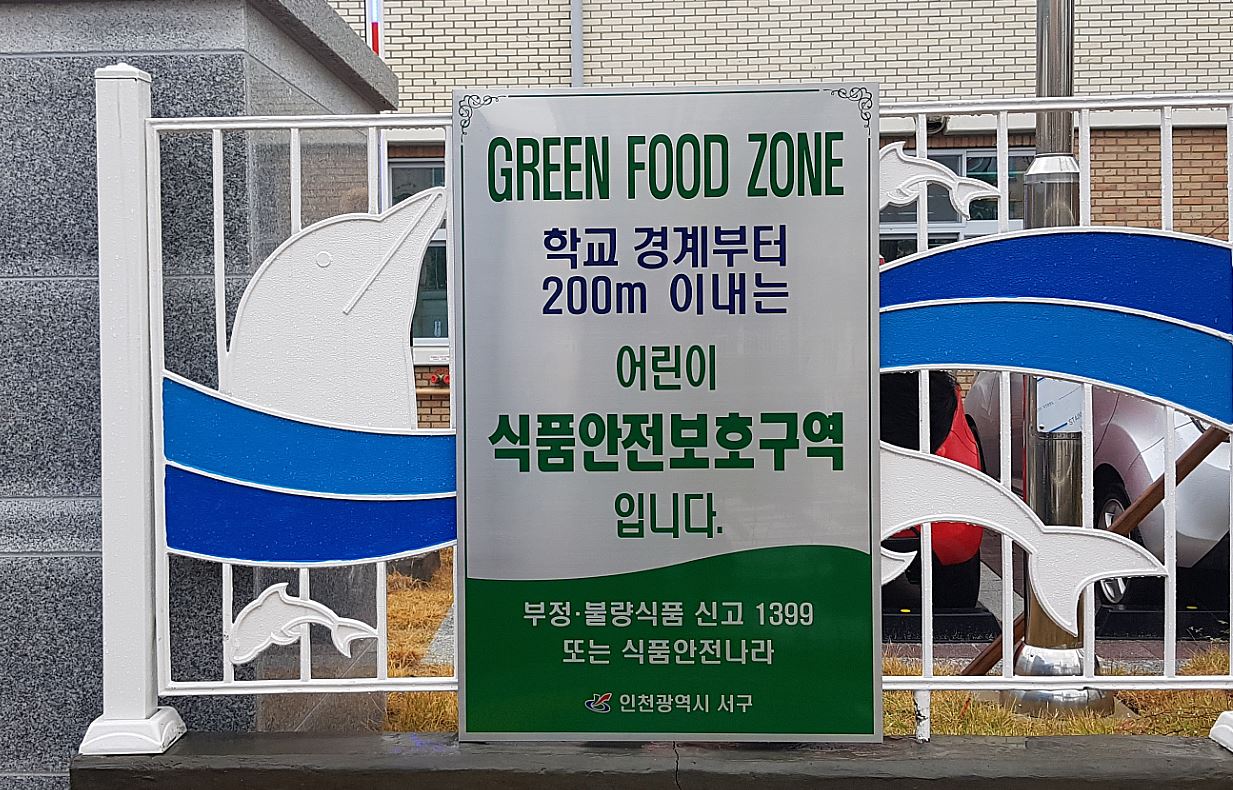 GREEN FOOD ZONE
학교 경계부터
200m 이내는
어린이
식품안전보호구역
입니다.
부정·불량식품 신고 1399
또는 식품안전나라
인천광역시 서구